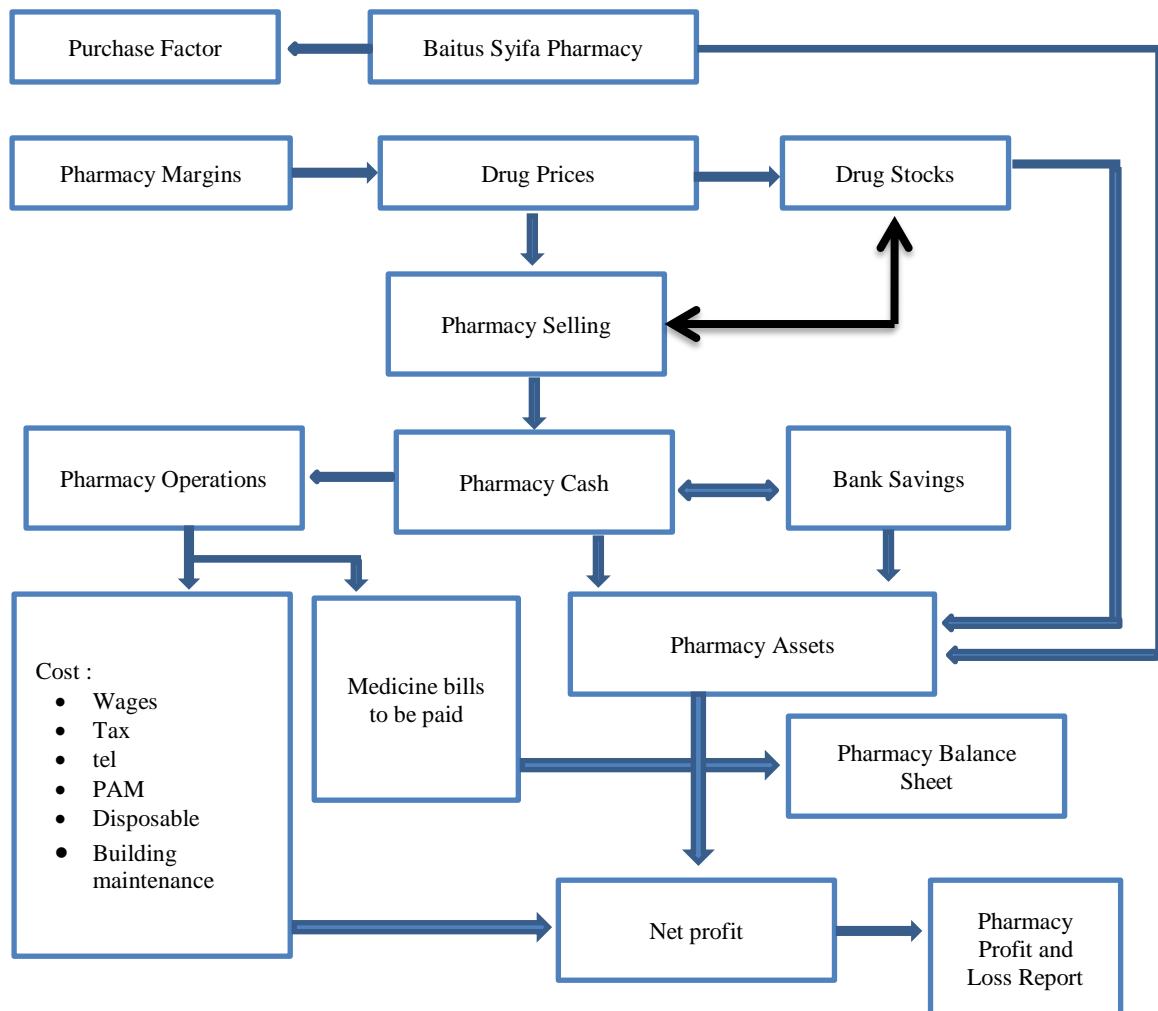 Purchase Factor
Baitus Syifa Pharmacy
Pharmacy Margins
Drug Prices
Drug Stocks
Pharmacy Selling
Pharmacy Operations
Pharmacy Cash
Bank Savings
Cost :
• Wages
• Tax
• tel
• PAM
• Disposable
• Building
maintenance
Medicine bills
to be paid
Pharmacy Assets
Pharmacy Balance
Sheet
Net profit
Pharmacy
Profit and
Loss Report